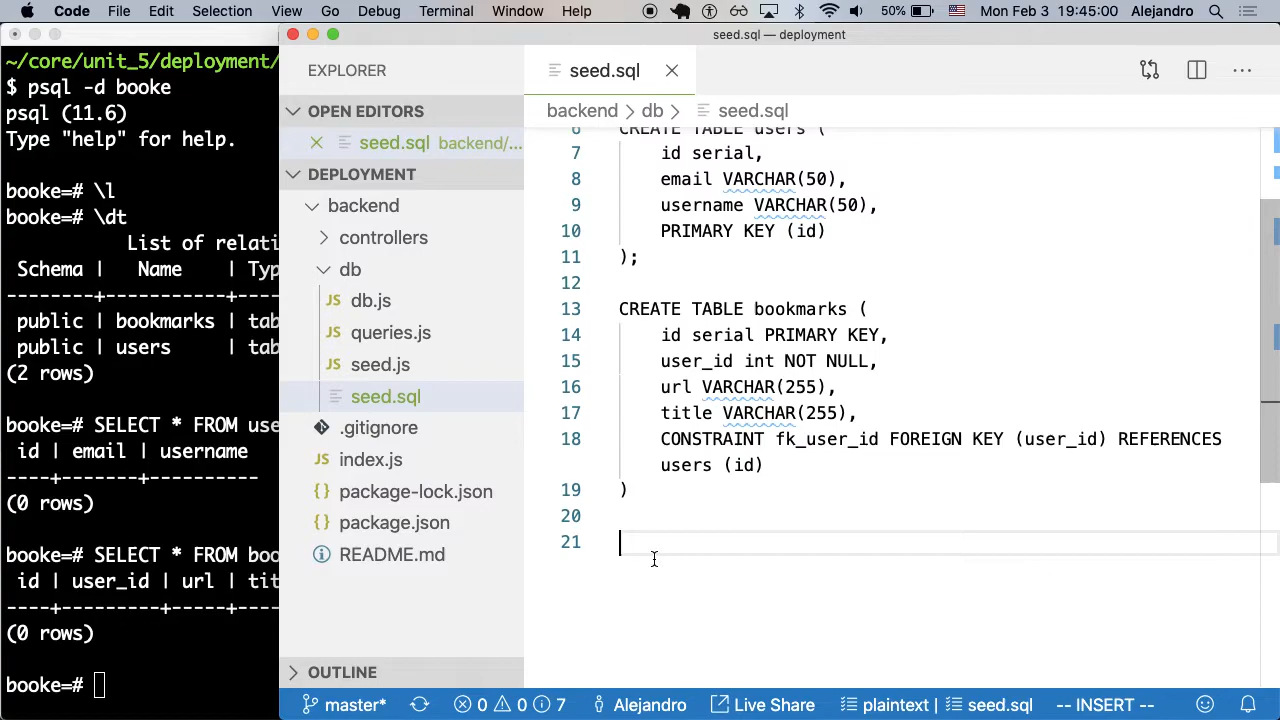 Code File Edit Selection View Go Debug Terminal Window Help 50% Mon Feb 3 19:45:00 Alejandro
seed.sql — deployment
~/core/unit_5/deployment/
$ psql -d booke
psql (11.6)
Type "help" for help.
booke=# \l
booke=# \dt
List of relati
Schema | Name | Typ
--------+-----------+----
public | bookmarks | tab
public | users | tab
(2 rows)
booke=# SELECT * FROM use
id | email | username
----+-------+----------
(0 rows)
booke=# SELECT * FROM boo
id | user_id | url | tit
----+---------+-----+----
(0 rows)
booke=#
EXPLORER
OPEN EDITORS
seed.sql backend/...
DEPLOYMENT
backend
controllers
db
JS db.js
JS queries.js
JS seed.js
seed.sql
.gitignore
JS index.js
{} package-lock.json
{} package.json
README.md
OUTLINE
seed.sql
backend > db > seed.sql
6 CREATE TABLE users (
7 id serial,
8 email VARCHAR(50),
9 username VARCHAR(50),
10 PRIMARY KEY (id)
11 );
12
13 CREATE TABLE bookmarks (
14 id serial PRIMARY KEY,
15 user_id int NOT NULL,
16 url VARCHAR(255),
17 title VARCHAR(255),
18 CONSTRAINT fk_user_id FOREIGN KEY (user_id) REFERENCES
users (id)
19 )
20
21
master* 0 0 7 Alejandro Live Share plaintext | seed.sql -- INSERT --